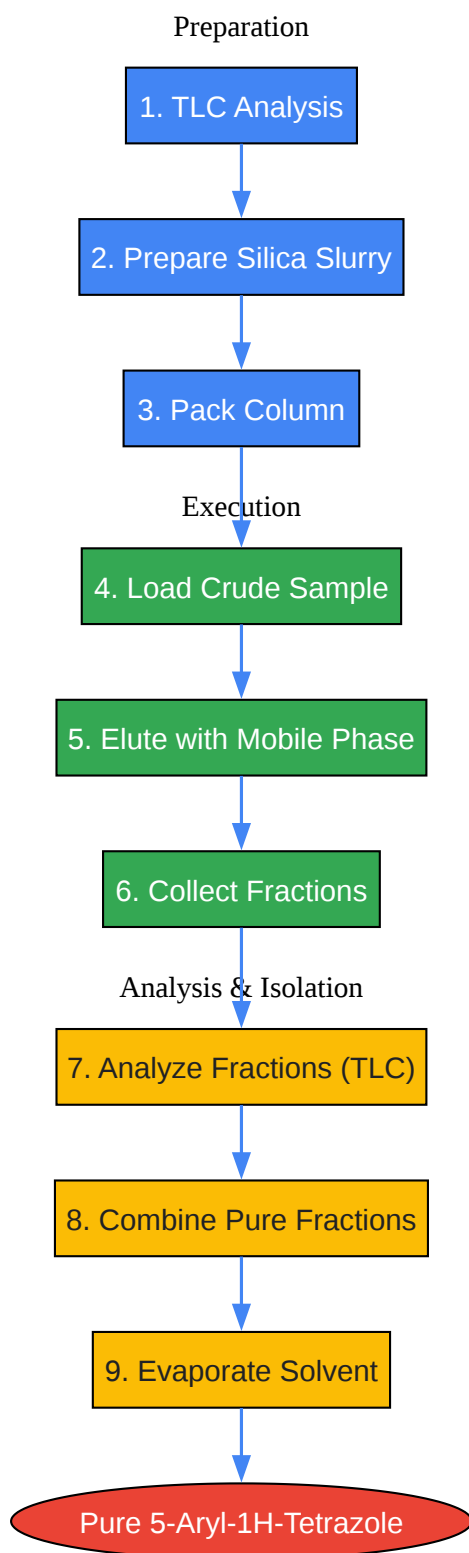 Preparation
1. TLC Analysis
2. Prepare Silica Slurry
3. Pack Column
Execution
4. Load Crude Sample
5. Elute with Mobile Phase
6. Collect Fractions
Analysis & Isolation
7. Analyze Fractions (TLC)
8. Combine Pure Fractions
9. Evaporate Solvent
Pure 5-Aryl-1H-Tetrazole